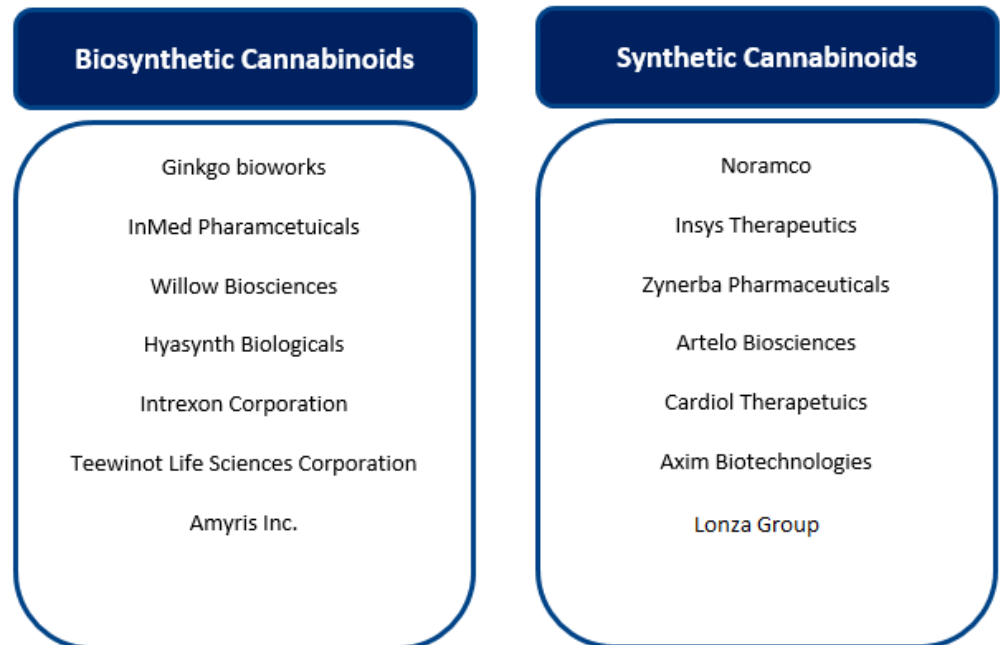 Biosynthetic Cannabinoids
Ginkgo bioworks
InMed Pharamcetuicals
Willow Biosciences
Hyasynth Biologicals
Intrexon Corporation
Teewinot Life Sciences Corporation
Amyris Inc.
Synthetic Cannabinoids
Noramco
Insys Therapeutics
Zynerba Pharmaceuticals
Artelo Biosciences
Cardiol Therapetuics
Axim Biotechnologies
Lonza Group